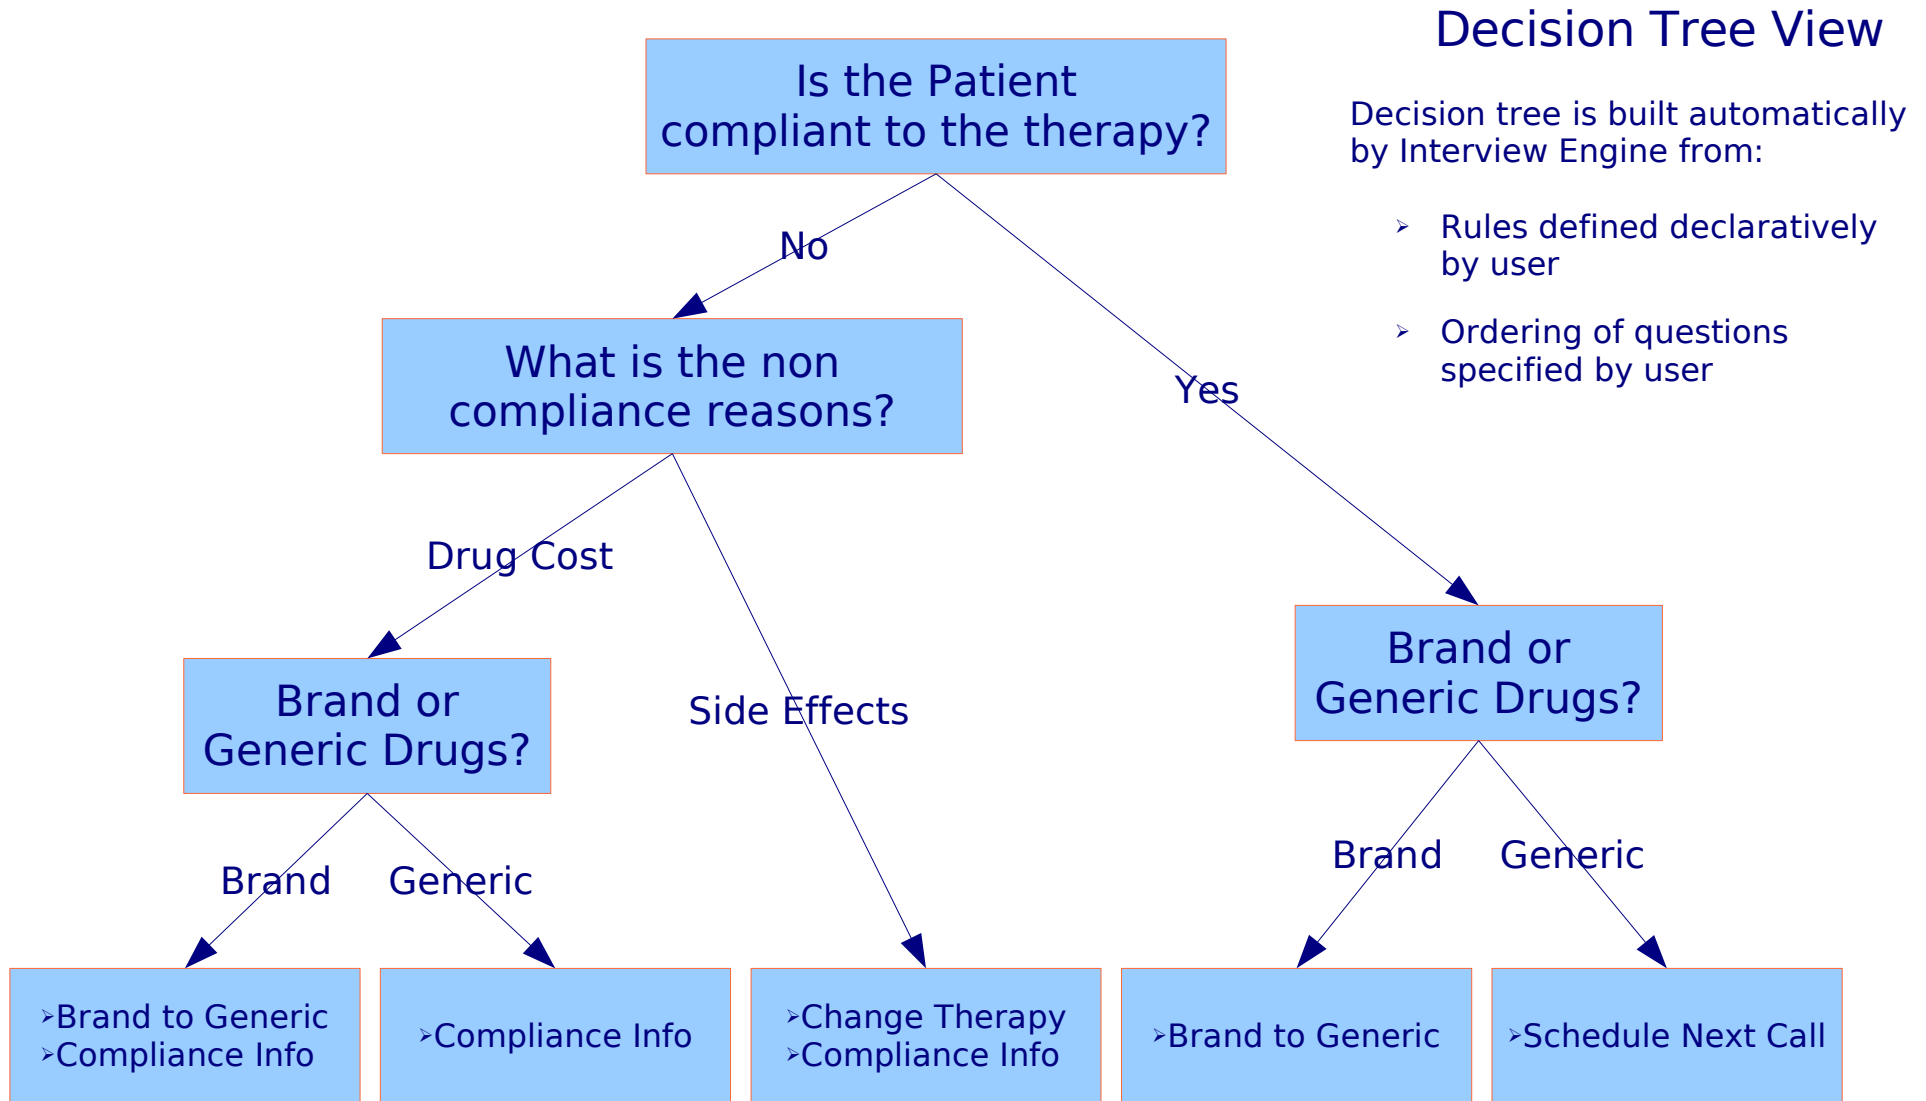 Decision Tree View
Is the Patient
compliant to the therapy?
Decision tree is built automatically
by Interview Engine from:
➢ Rules defined declaratively
by user
➢ Ordering of questions
specified by user
No
Yes
What is the non
compliance reasons?
Drug Cost
Side Effects
Brand or
Generic Drugs?
Brand or
Generic Drugs?
Brand
Generic
Brand
Generic
➢Brand to Generic
➢Compliance Info
➢Compliance Info
➢Change Therapy
➢Compliance Info
➢Brand to Generic
➢Schedule Next Call